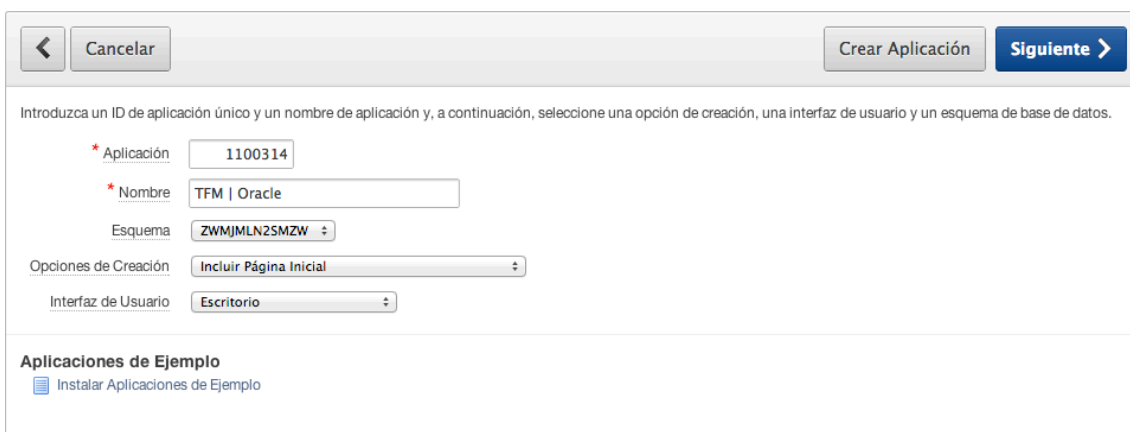 Cancelar
Crear Aplicación
Siguiente
Introduzca un ID de aplicación único y un nombre de aplicación y, a continuación, seleccione una opción de creación, una interfaz de usuario y un esquema de base de datos.
* Aplicación 1100314
* Nombre TFM | Oracle
Esquema ZWMJMLN2SMZW
Opciones de Creación Incluir Página Inicial
Interfaz de Usuario Escritorio
Aplicaciones de Ejemplo
Instalar Aplicaciones de Ejemplo